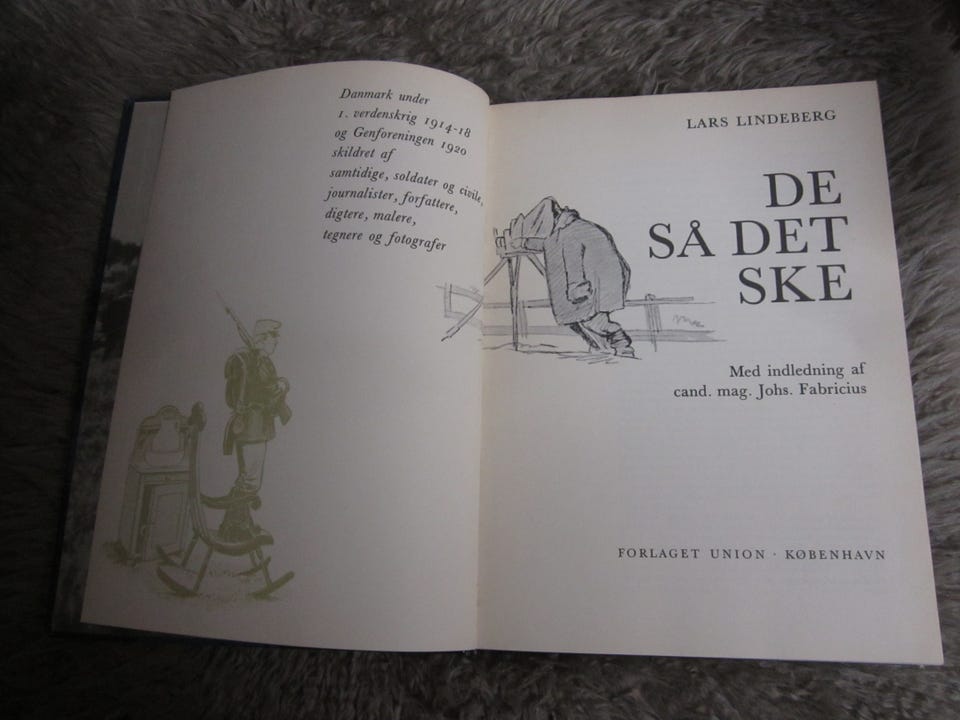 Danmark under
1. verdenskrig 1914-18
og Genforeningen 1920
skildret af
samtidige, soldater og civile,
journalister, forfattere,
digtere, malere,
tegnere og fotografer
LARS LINDEBERG
DE
SÅ DET
SKE
Med indledning af
cand. mag. Johs. Fabricius
FORLAGET UNION · KØBENHAVN